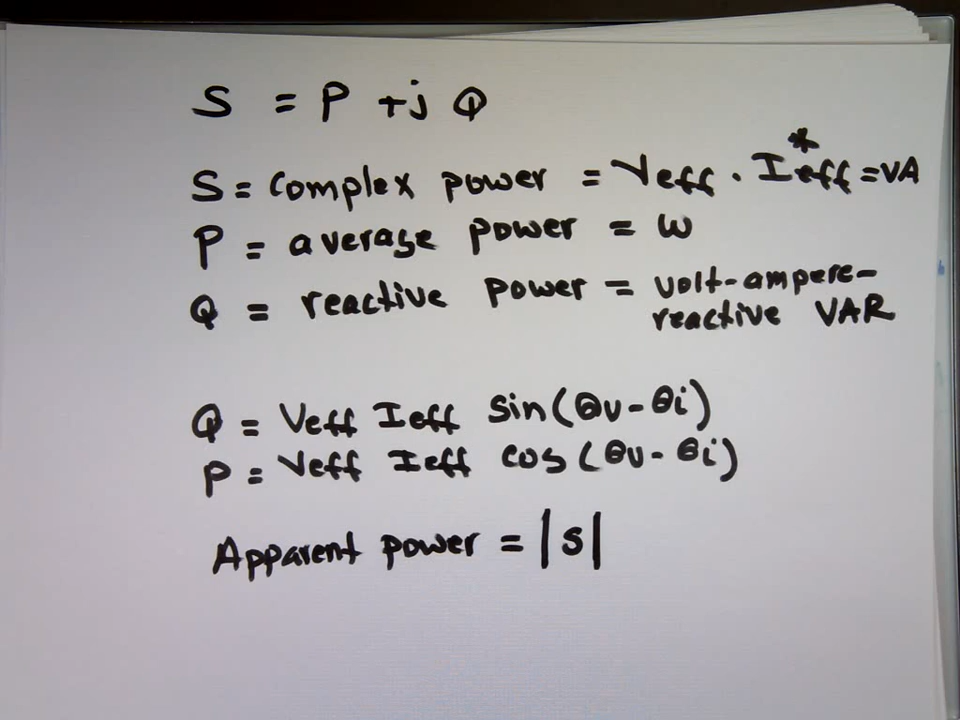 S = P + j Q
S = complex power = Veff . I*eff = VA
P = average power = W
Q = reactive power = volt-ampere-
reactive VAR
Q = Veff Ieff sin(θv - θi)
P = Veff Ieff cos(θv - θi)
Apparent power = |S|